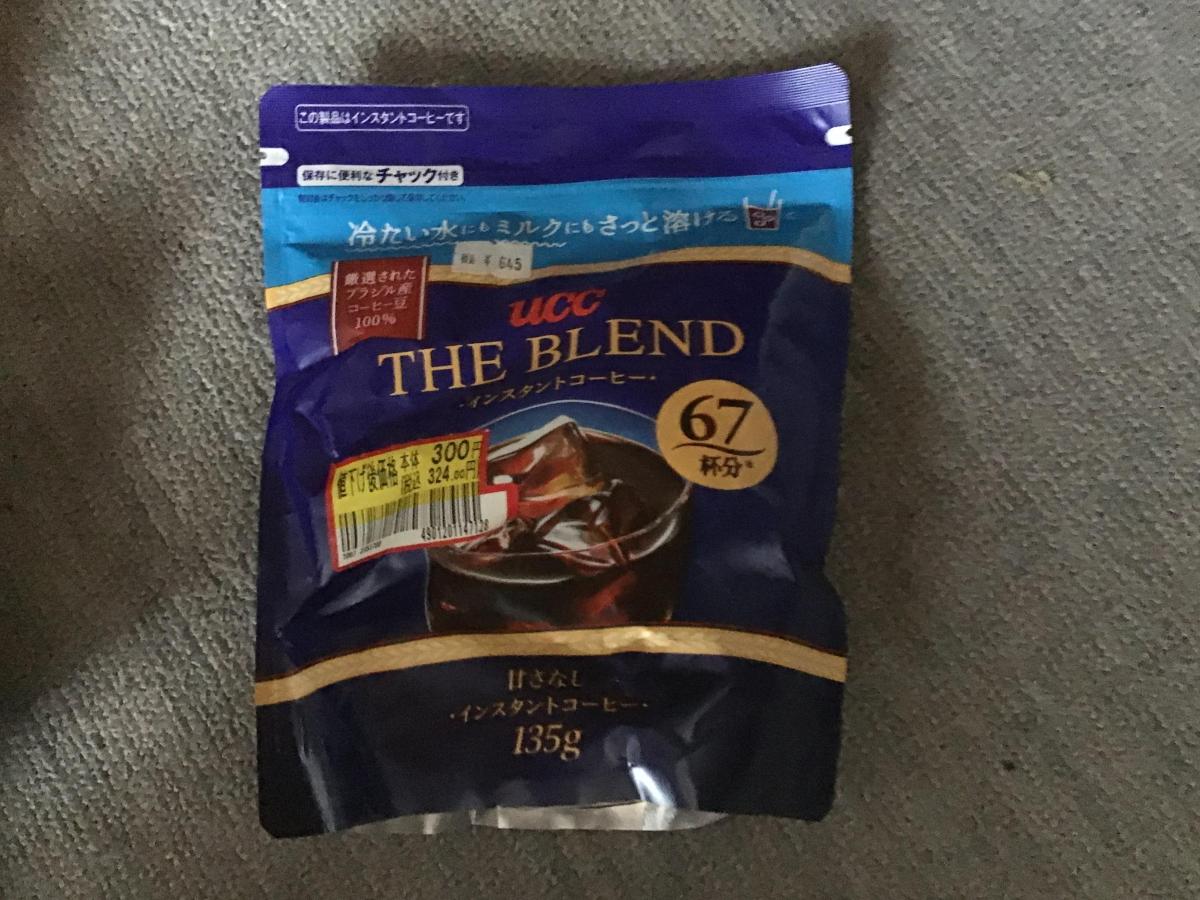 この製品はインスタントコーヒーです
保存に便利なチャック付き
冷たい水にもミルクにもさっと溶ける
税込 ¥ 645
厳選された
ブラジル産
コーヒー豆
100%
UCC
THE BLEND
・インスタントコーヒー・
67
杯分
値下げ後価格 本体 300円
税込 324.00円
甘さなし
・インスタントコーヒー・
135g